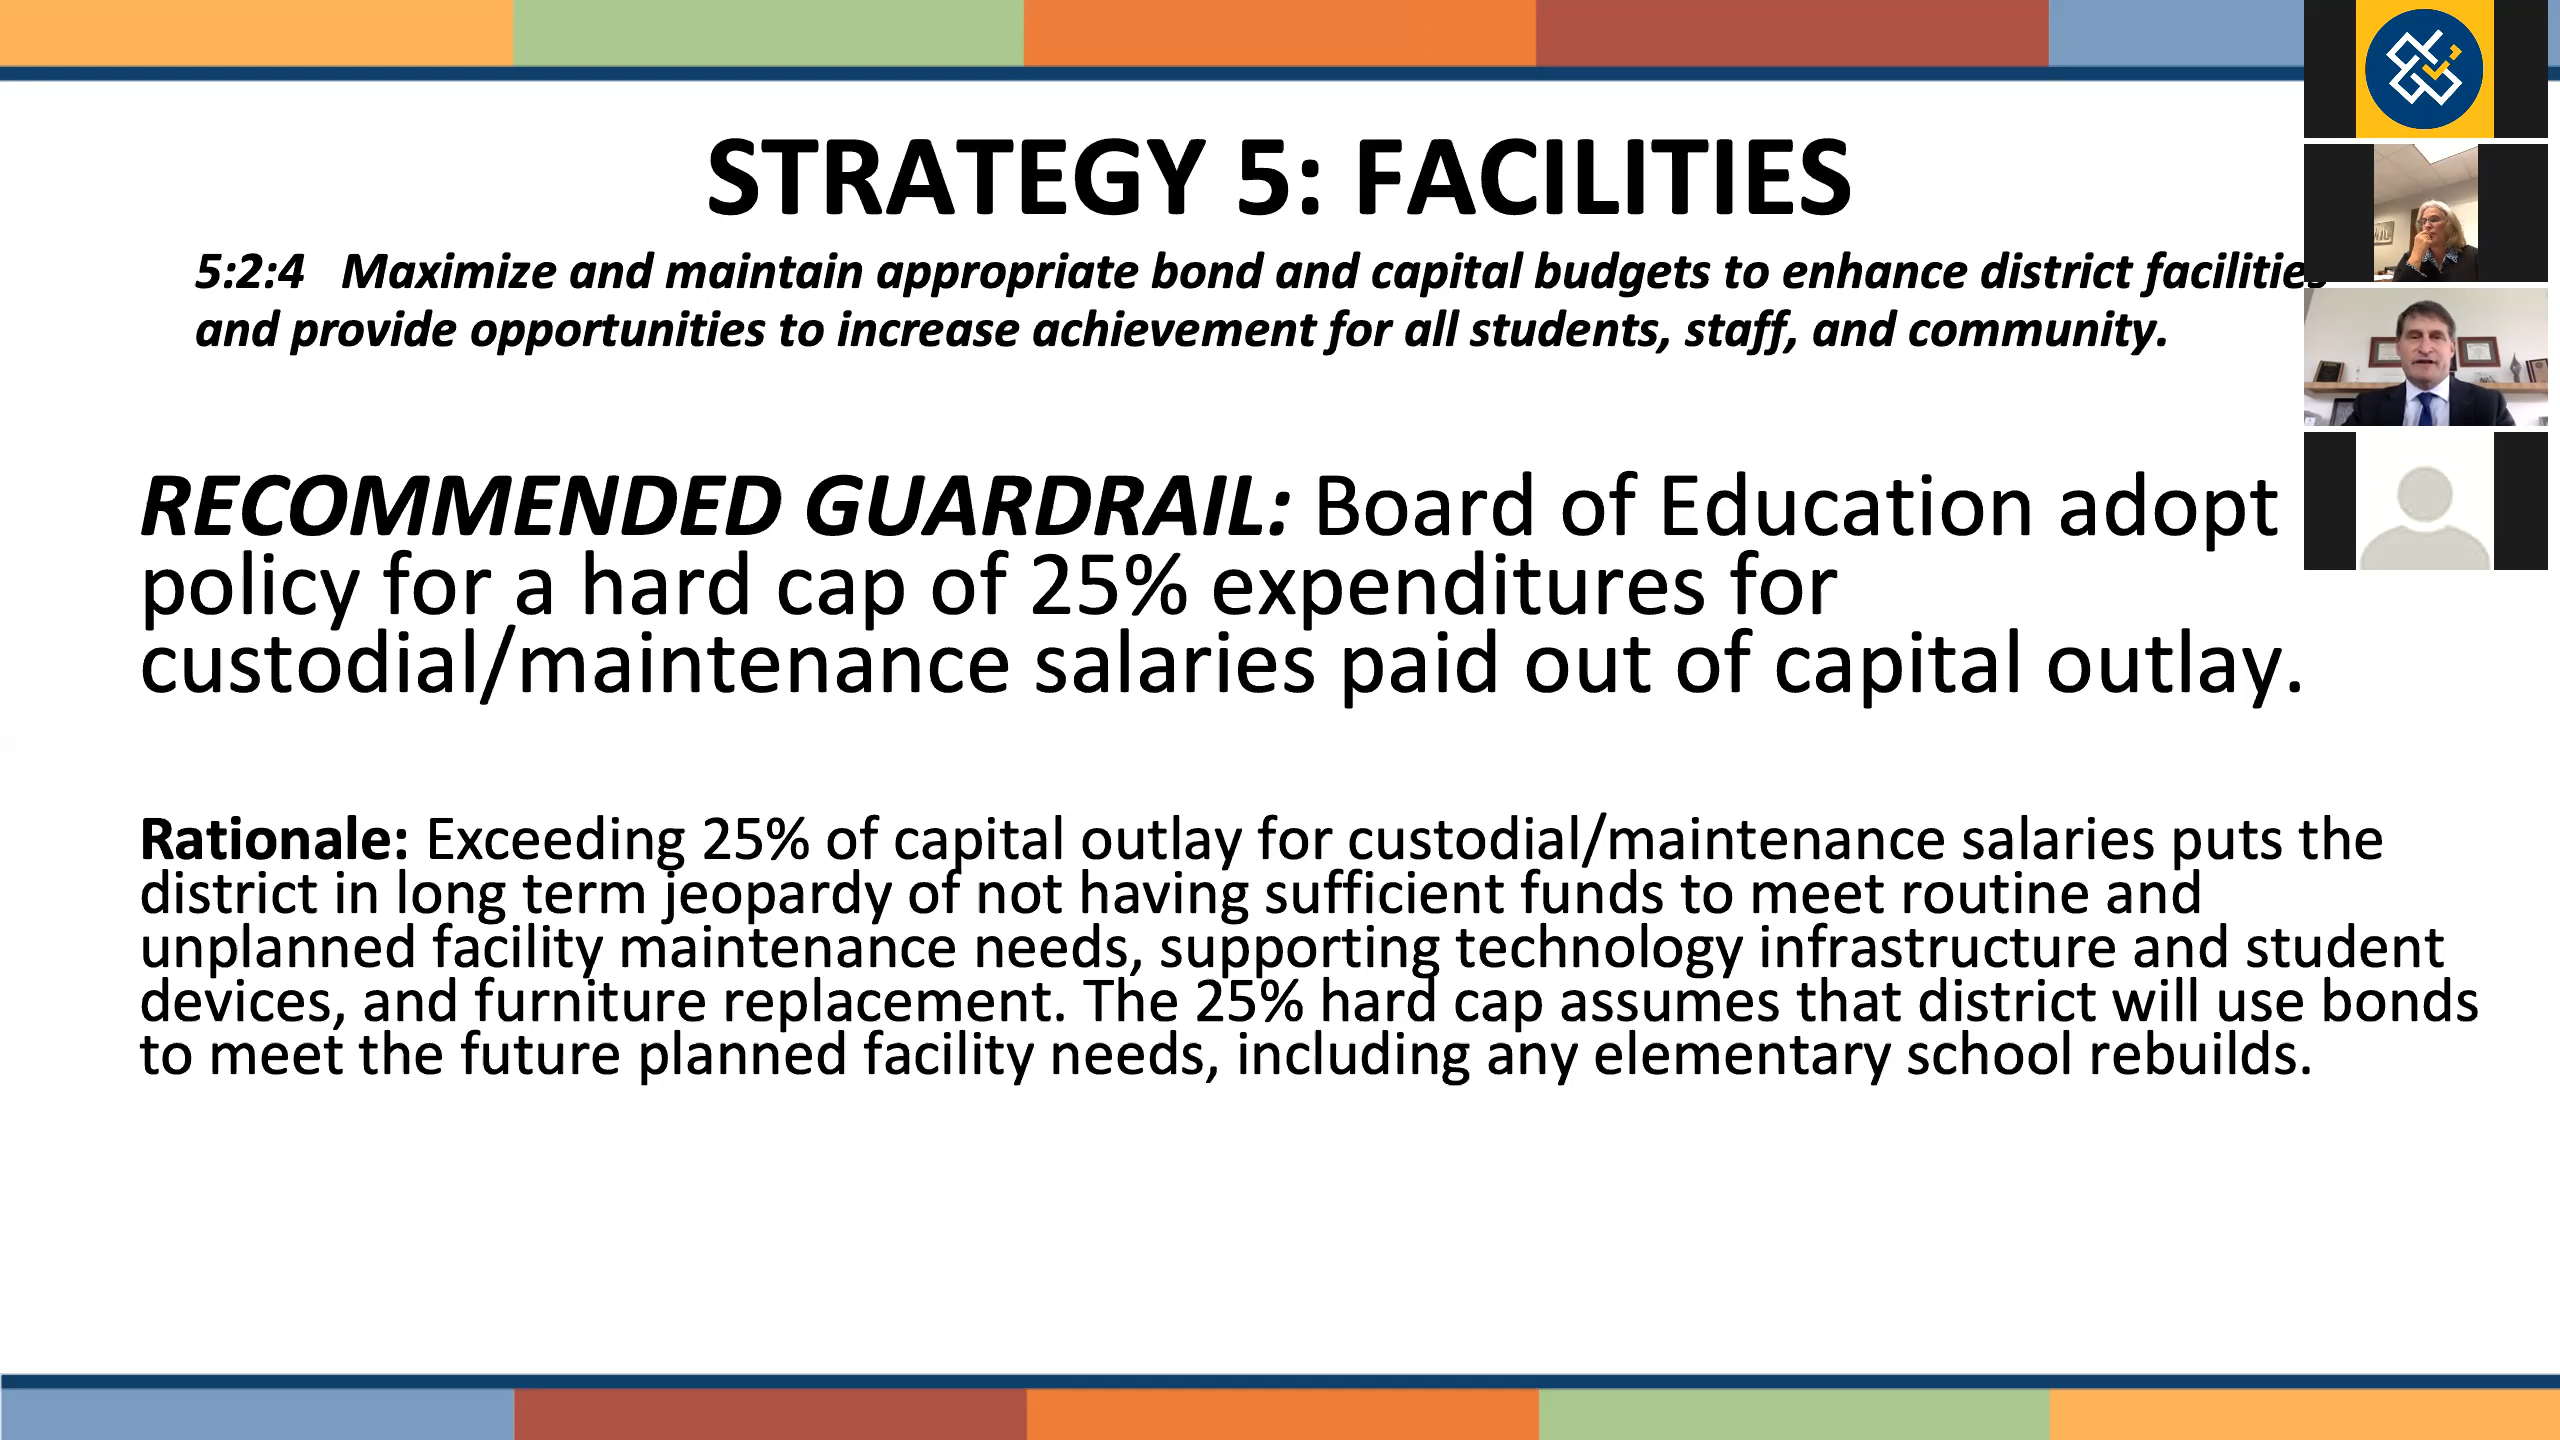 STRATEGY 5: FACILITIES
5:2:4 Maximize and maintain appropriate bond and capital budgets to enhance district facilities
and provide opportunities to increase achievement for all students, staff, and community.
RECOMMENDED GUARDRAIL: Board of Education adopt
policy for a hard cap of 25% expenditures for
custodial/maintenance salaries paid out of capital outlay.
Rationale: Exceeding 25% of capital outlay for custodial/maintenance salaries puts the
district in long term jeopardy of not having sufficient funds to meet routine and
unplanned facility maintenance needs, supporting technology infrastructure and student
devices, and furniture replacement. The 25% hard cap assumes that district will use bonds
to meet the future planned facility needs, including any elementary school rebuilds.